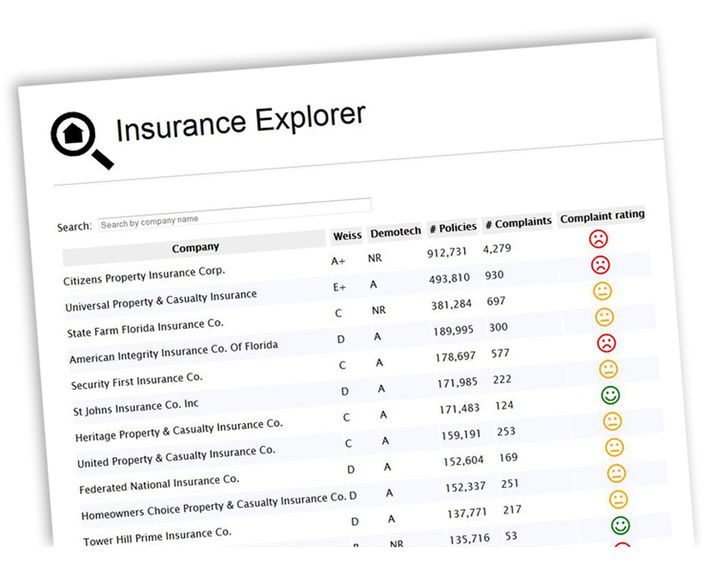 Insurance Explorer
Search: Search by company name
Company Weiss Demotech # Policies # Complaints Complaint rating
Citizens Property Insurance Corp. A+ NR 912,731 4,279
Universal Property & Casualty Insurance E+ A 493,810 930
State Farm Florida Insurance Co. C NR 381,284 697
American Integrity Insurance Co. Of Florida D A 189,995 300
Security First Insurance Co. C A 178,697 577
St Johns Insurance Co. Inc D A 171,985 222
Heritage Property & Casualty Insurance Co. C A 171,483 124
United Property & Casualty Insurance Co. C A 159,191 253
Federated National Insurance Co. D A 152,604 169
Homeowners Choice Property & Casualty Insurance Co. D A 152,337 251
Tower Hill Prime Insurance Co. D A 137,771 217
NR 135,716 53